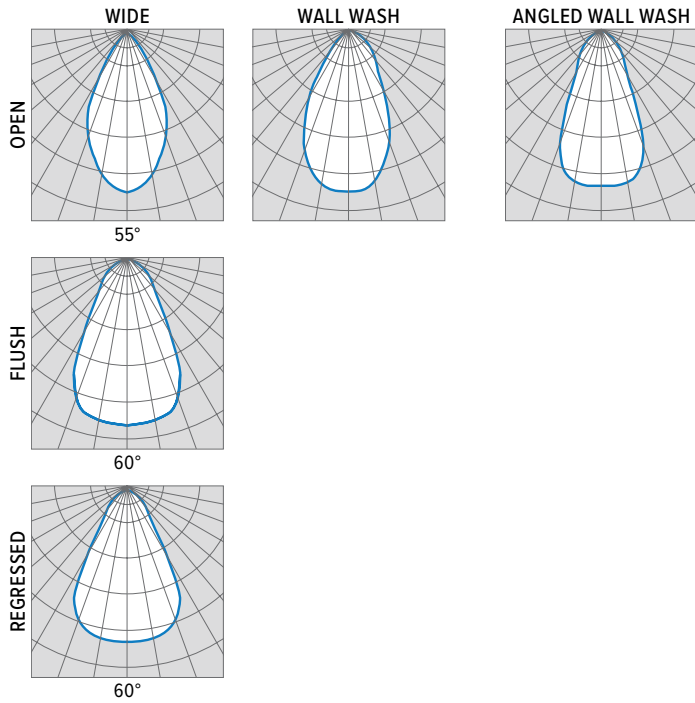 WIDE
WALL WASH
ANGLED WALL WASH
OPEN
55°
FLUSH
60°
REGRESSED
60°